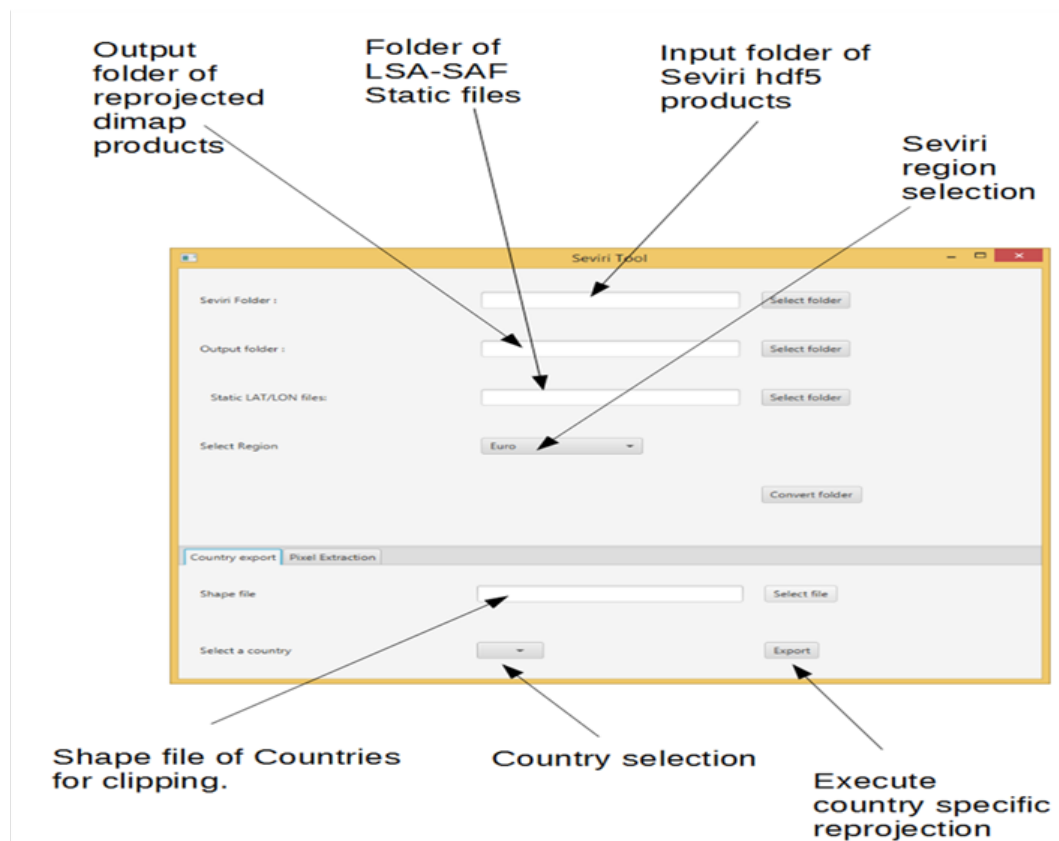 Output
folder of
reprojected
dimap
products
Folder of
LSA-SAF
Static files
Input folder of
Seviri hdf5
products
Seviri
region
selection
Seviri Tool
Seviri Folder :
Select folder
Output folder :
Select folder
Static LAT/LON files:
Select folder
Select Region
Euro
Convert folder
Country export
Pixel Extraction
Shape file
Select file
Select a country
Export
Shape file of Countries
for clipping.
Country selection
Execute
country specific
reprojection